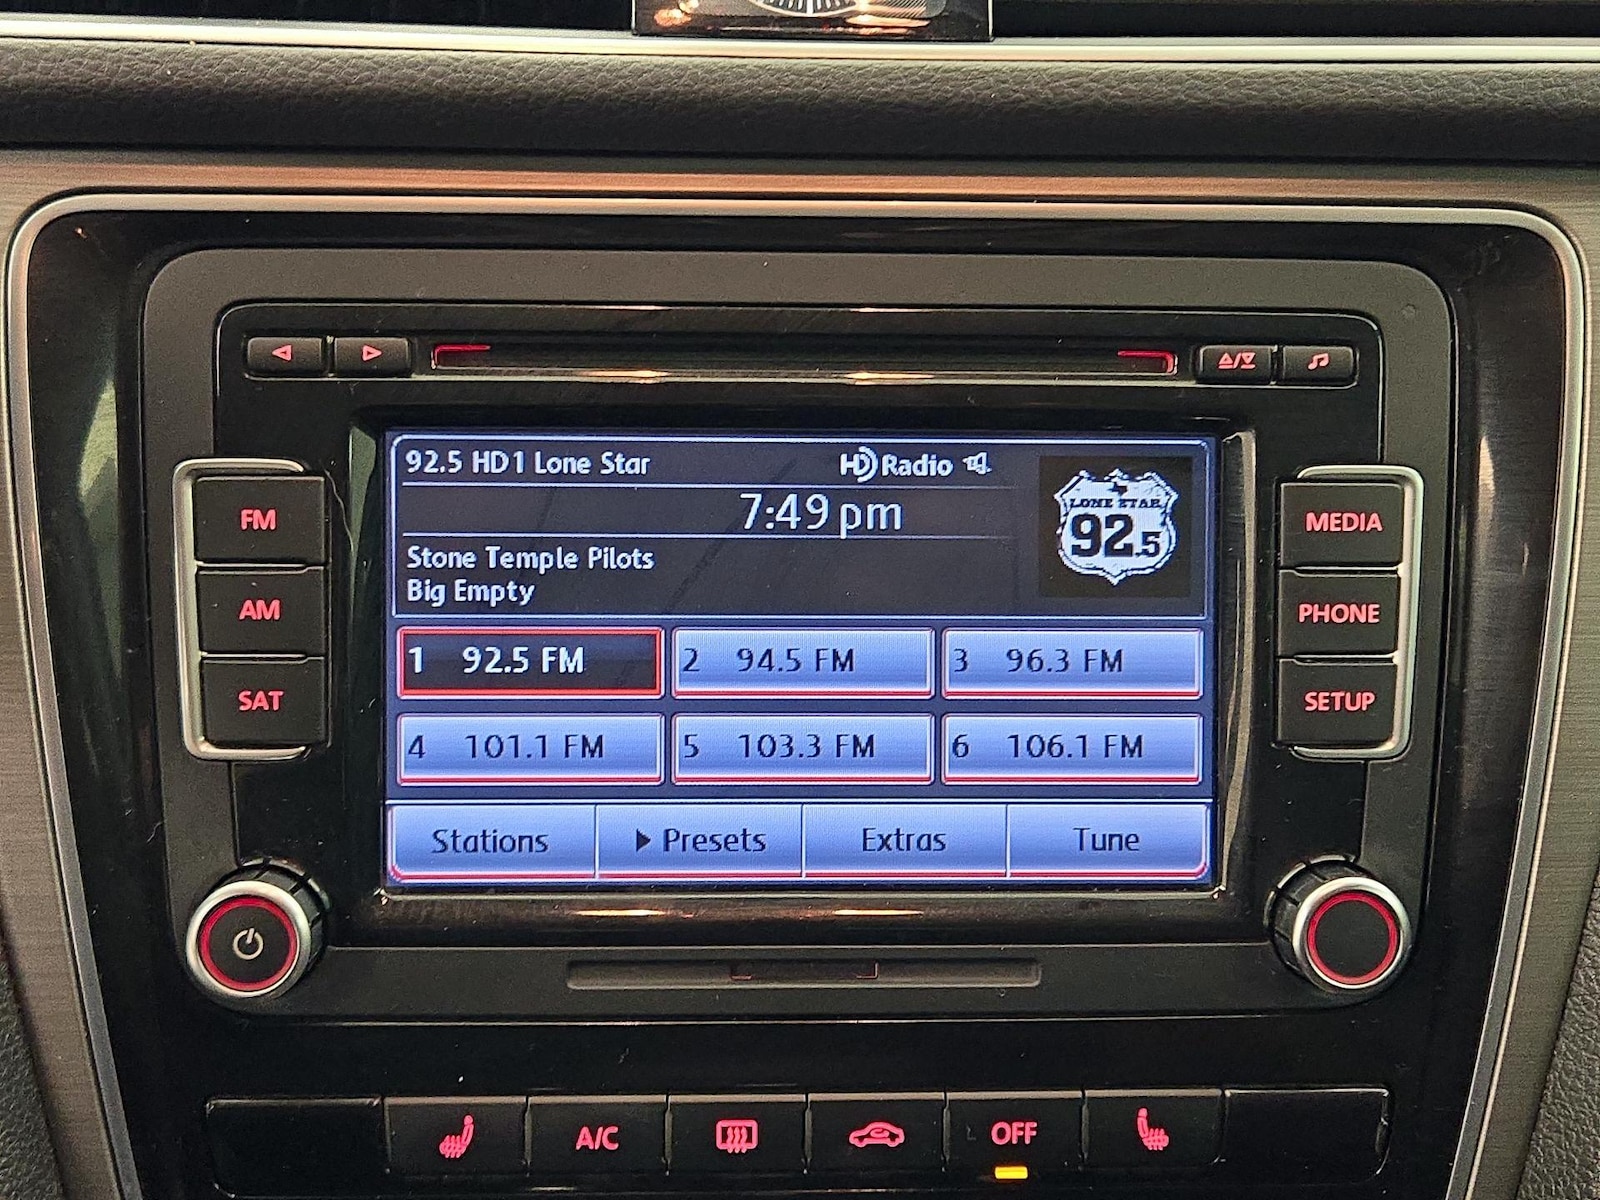 92.5 HD1 Lone Star
HD Radio
7:49 pm
LONE STAR
92.5
Stone Temple Pilots
Big Empty
FM
AM
SAT
1 92.5 FM
2 94.5 FM
3 96.3 FM
4 101.1 FM
5 103.3 FM
6 106.1 FM
Stations
Presets
Extras
Tune
MEDIA
PHONE
SETUP
A/C
OFF